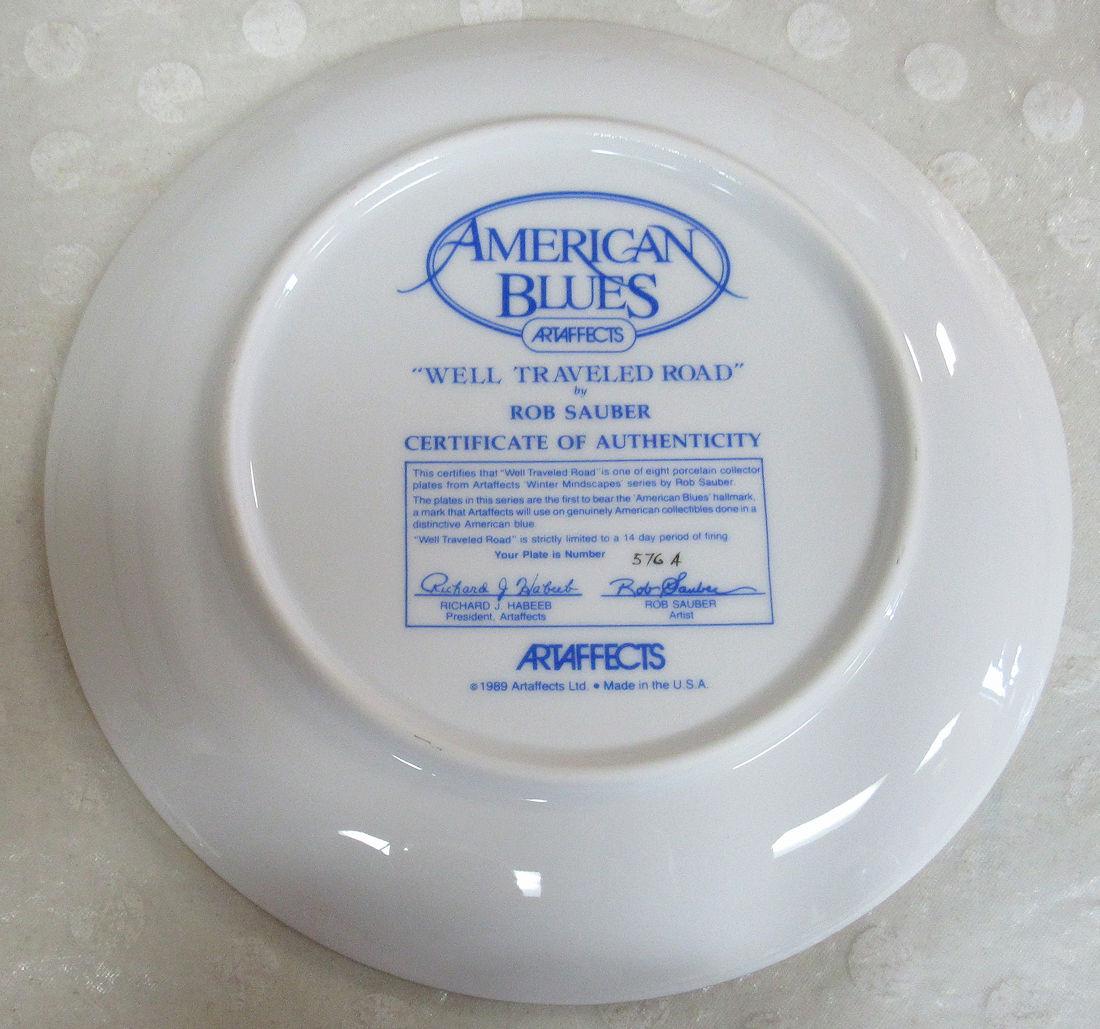 AMERICAN
BLUES
ARTAFFECTS
"WELL TRAVELED ROAD"
by
ROB SAUBER
CERTIFICATE OF AUTHENTICITY
This certifies that "Well Traveled Road" is one of eight porcelain collector
plates from Artaffects 'Winter Mindscapes' series by Rob Sauber.
The plates in this series are the first to bear the 'American Blues' hallmark,
a mark that Artaffects will use on genuinely American collectibles done in a
distinctive American blue.
"Well Traveled Road" is strictly limited to a 14 day period of firing.
Your Plate is Number 576 A
Richard J Habeeb Rob Sauber
RICHARD J. HABEEB ROB SAUBER
President, Artaffects Artist
ARTAFFECTS
© 1989 Artaffects Ltd. • Made in the U.S.A.